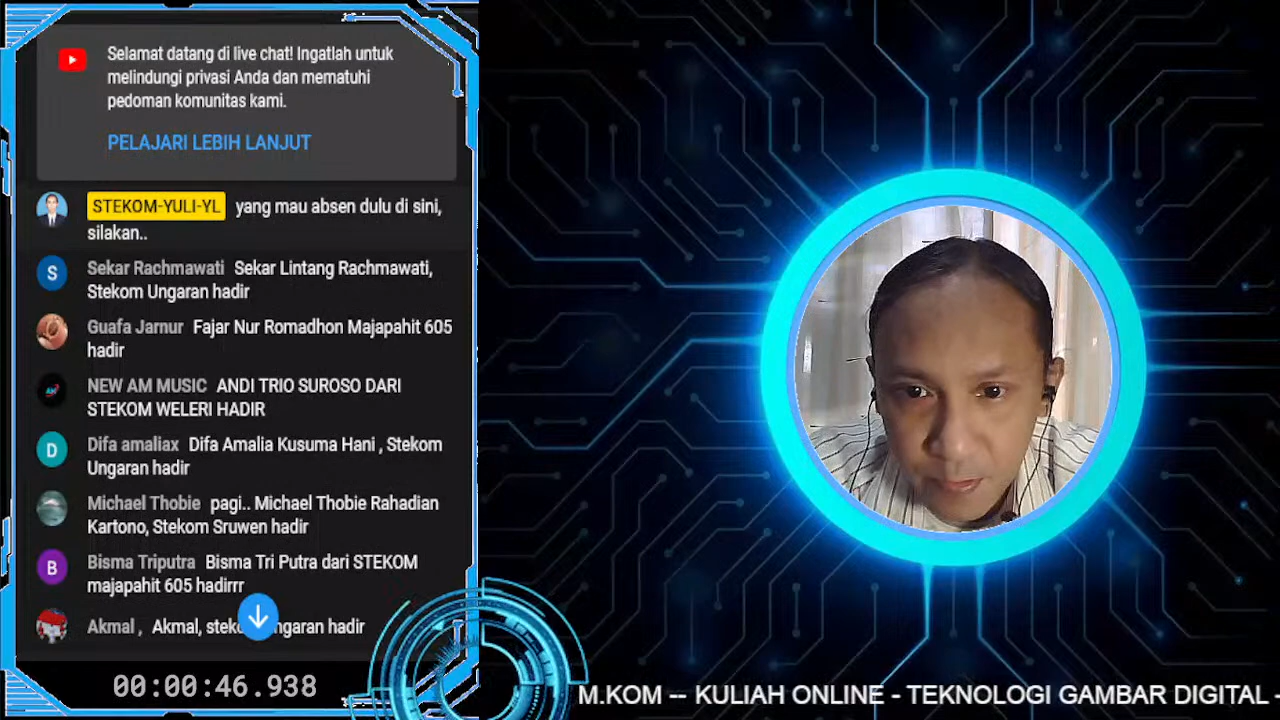 Selamat datang di live chat! Ingatlah untuk
melindungi privasi Anda dan mematuhi
pedoman komunitas kami.
PELAJARI LEBIH LANJUT
STEKOM-YULI-YL yang mau absen dulu di sini,
silakan..
S
Sekar Rachmawati Sekar Lintang Rachmawati,
Stekom Ungaran hadir
Guafa Jarnur Fajar Nur Romadhon Majapahit 605
hadir
NEW AM MUSIC ANDI TRIO SUROSO DARI
STEKOM WELERI HADIR
D
Difa amaliax Difa Amalia Kusuma Hani , Stekom
Ungaran hadir
Michael Thobie pagi.. Michael Thobie Rahadian
Kartono, Stekom Sruwen hadir
B
Bisma Triputra Bisma Tri Putra dari STEKOM
majapahit 605 hadirrr
Akmal , Akmal, hadir
00:00:46.938
M.KOM -- KULIAH ONLINE - TEKNOLOGI GAMBAR DIGITAL -